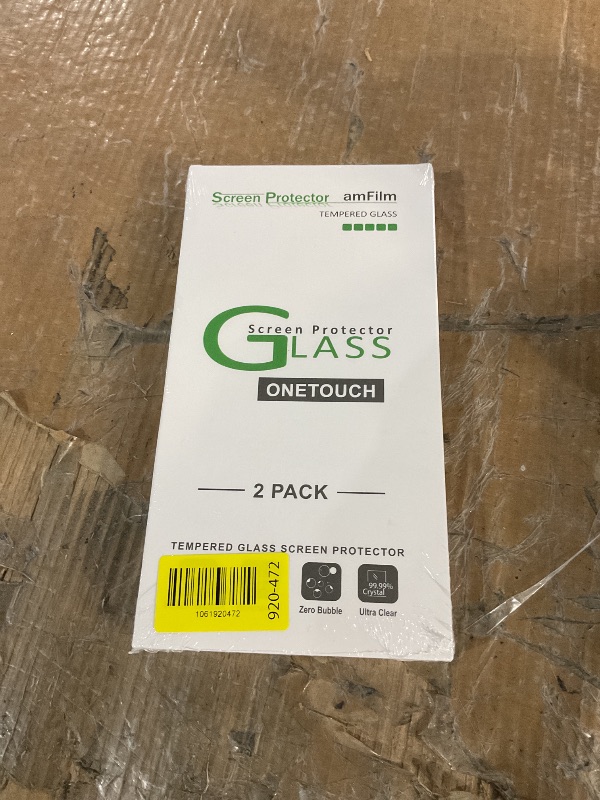 Screen Protector amFilm
TEMPERED GLASS
Screen Protector
GLASS
ONETOUCH
2 PACK
TEMPERED GLASS SCREEN PROTECTOR
1061920472
920-472
Zero Bubble
99.99%
Crystal
Ultra Clear